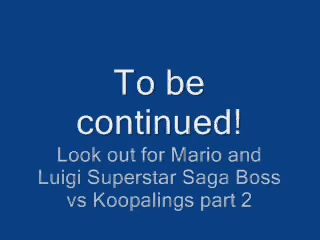 To be
continued!
Look out for Mario and
Luigi Superstar Saga Boss
vs Koopalings part 2